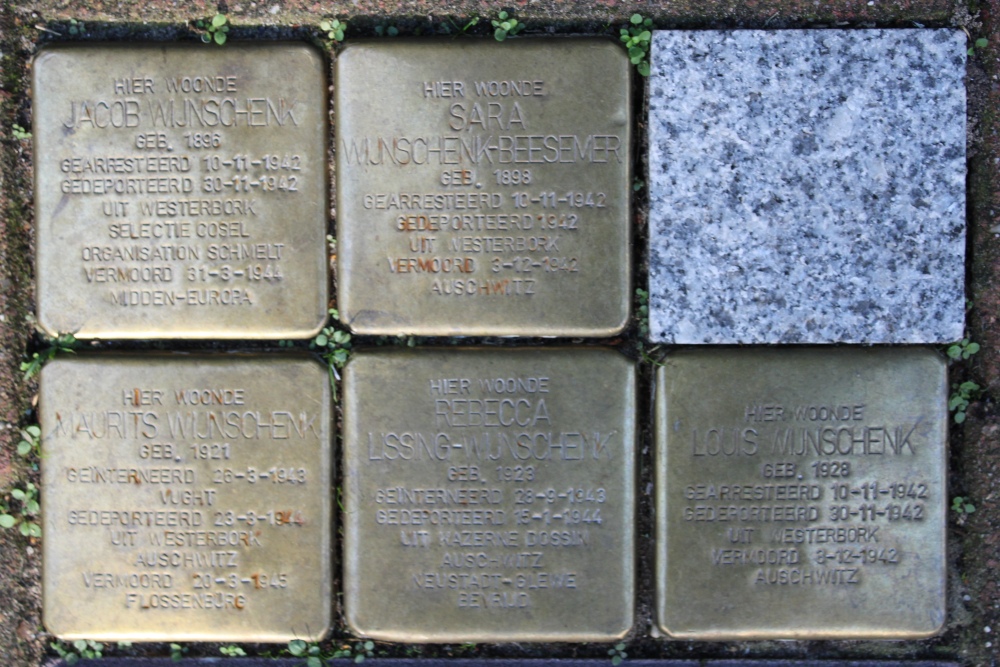 HIER WOONDE
JACOB WIJNSCHENK
GEB. 1896
GEARRESTEERD 10-11-1942
GEDEPORTEERD 30-11-1942
UIT WESTERBORK
SELECTIE COSEL
ORGANISATION SCHMELT
VERMOORD 31-3-1944
MIDDEN-EUROPA
HIER WOONDE
SARA
WIJNSCHENK-BEESEMER
GEB. 1898
GEARRESTEERD 10-11-1942
GEDEPORTEERD 1942
UIT WESTERBORK
VERMOORD 3-12-1942
AUSCHWITZ
HIER WOONDE
MAURITS WIJNSCHENK
GEB. 1921
GEÏNTERNEERD 26-3-1943
VUGHT
GEDEPORTEERD 23-3-1944
UIT WESTERBORK
AUSCHWITZ
VERMOORD 20-3-1945
FLOSSENBÜRG
HIER WOONDE
REBECCA
LISSING-WIJNSCHENK
GEB. 1923
GEÏNTERNEERD 28-9-1943
GEDEPORTEERD 15-1-1944
UIT KAZERNE DOSSIN
AUSCHWITZ
NEUSTADT-GLEWE
BEVRIJD
HIER WOONDE
LOUIS WIJNSCHENK
GEB. 1928
GEARRESTEERD 10-11-1942
GEDEPORTEERD 30-11-1942
UIT WESTERBORK
VERMOORD 3-12-1942
AUSCHWITZ